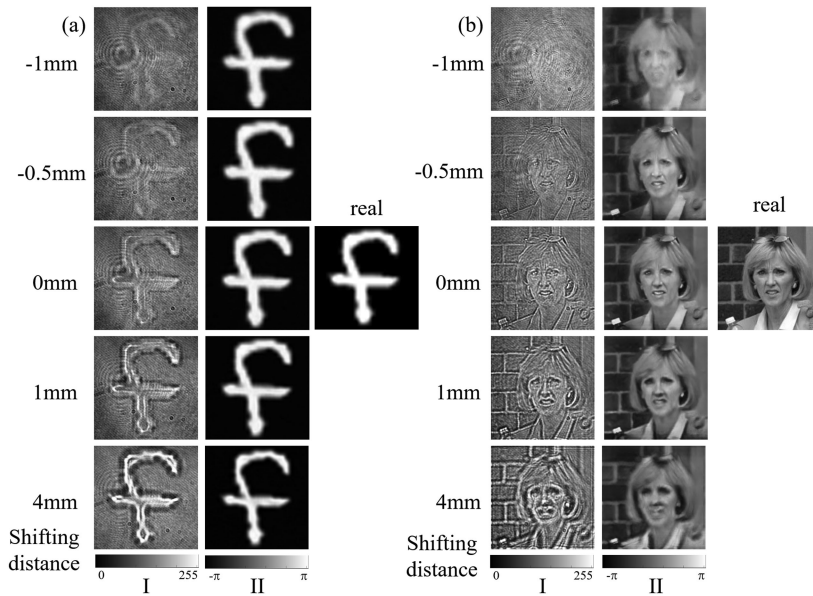 (a)
-1mm
-0.5mm
real
0mm
1mm
4mm
Shifting
distance
0 255
I
-π π
II
(b)
-1mm
-0.5mm
real
0mm
1mm
4mm
Shifting
distance
0 255
I
-π π
II